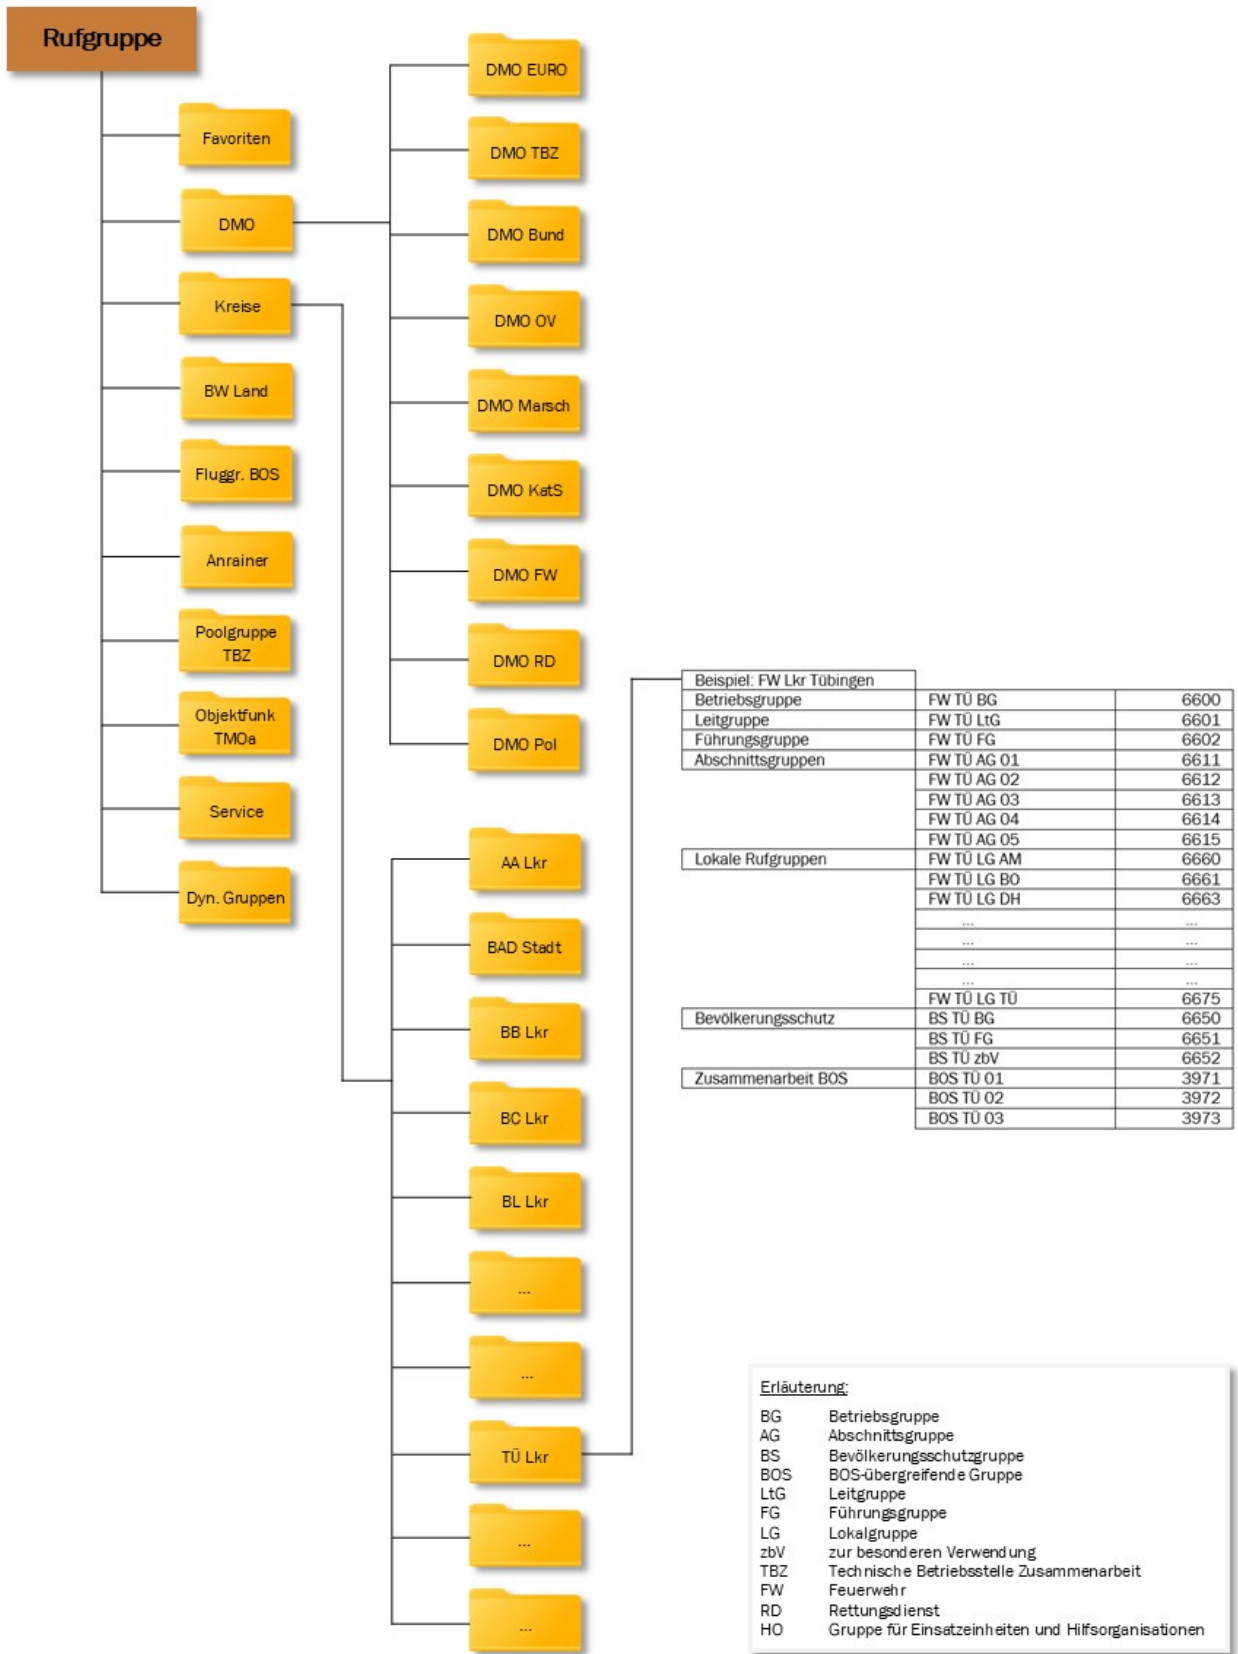 Rufgruppe
Favoriten
DMO
Kreise
BW Land
Fluggr. BOS
Anrainer
Poolgruppe
TBZ
Objektfunk
TMOa
Service
Dyn. Gruppen
DMO EURO
DMO TBZ
DMO Bund
DMO OV
DMO Marsch
DMO KatS
DMO FW
DMO RD
DMO Pol
AA Lkr
BAD Stadt
BB Lkr
BC Lkr
BL Lkr
...
...
TÜ Lkr
...
...
Beispiel: FW Lkr Tübingen
Betriebsgruppe FW TÜ BG 6600
Leitgruppe FW TÜ LtG 6601
Führungsgruppe FW TÜ FG 6602
Abschnittsgruppen FW TÜ AG 01 6611
FW TÜ AG 02 6612
FW TÜ AG 03 6613
FW TÜ AG 04 6614
FW TÜ AG 05 6615
Lokale Rufgruppen FW TÜ LG AM 6660
FW TÜ LG BO 6661
FW TÜ LG DH 6663
... ...
... ...
... ...
... ...
FW TÜ LG TÜ 6675
Bevölkerungsschutz BS TÜ BG 6650
BS TÜ FG 6651
BS TÜ zbV 6652
Zusammenarbeit BOS BOS TÜ 01 3971
BOS TÜ 02 3972
BOS TÜ 03 3973
Erläuterung:
BG Betriebsgruppe
AG Abschnittsgruppe
BS Bevölkerungsschutzgruppe
BOS BOS-übergreifende Gruppe
LtG Leitgruppe
FG Führungsgruppe
LG Lokalgruppe
zbV zur besonderen Verwendung
TBZ Technische Betriebsstelle Zusammenarbeit
FW Feuerwehr
RD Rettungsdienst
HO Gruppe für Einsatzeinheiten und Hilfsorganisationen